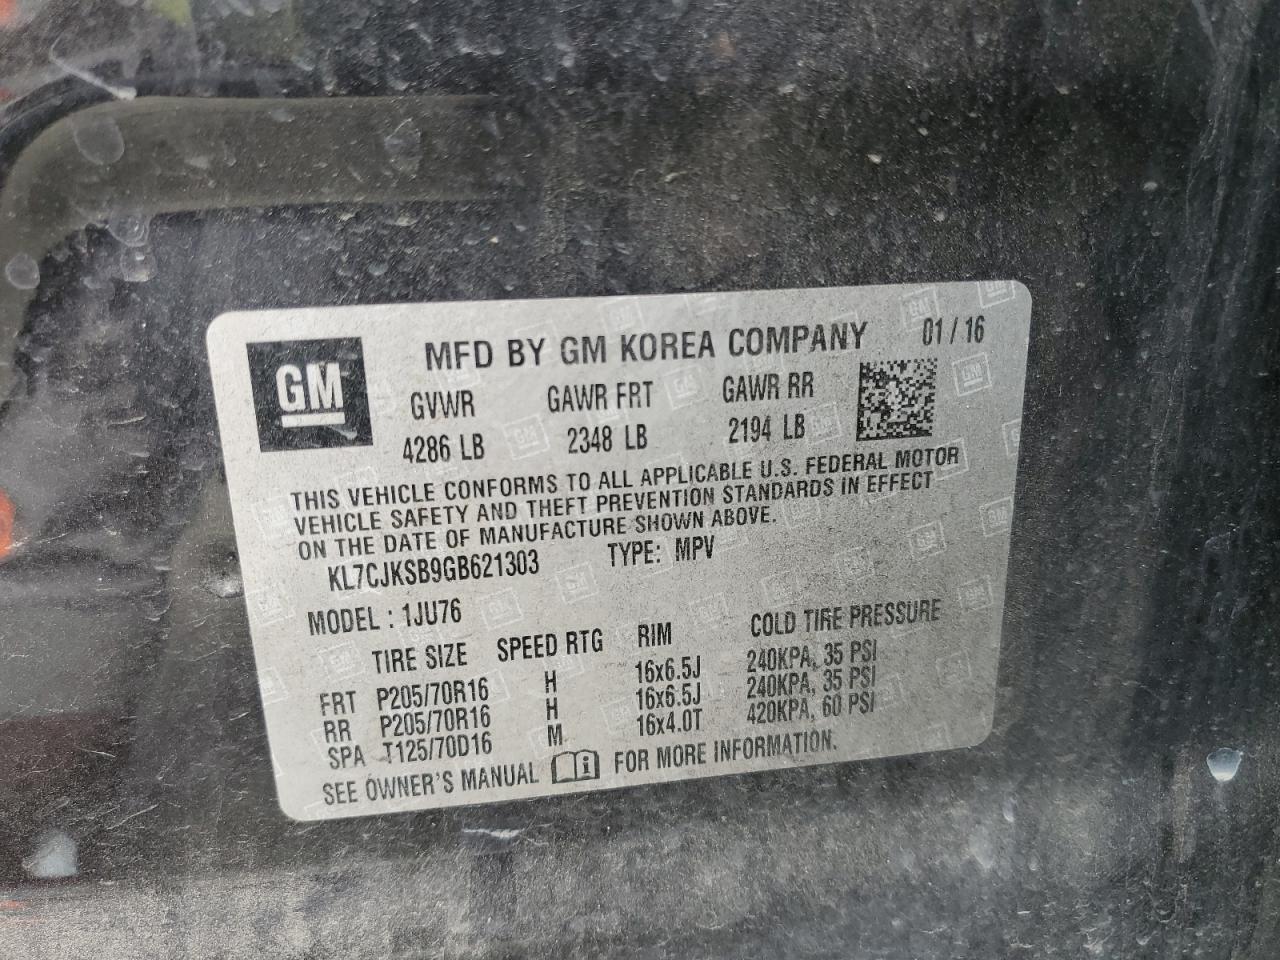 GM
MFD BY GM KOREA COMPANY 01 / 16
GVWR GAWR FRT GAWR RR
4286 LB 2348 LB 2194 LB
THIS VEHICLE CONFORMS TO ALL APPLICABLE U.S. FEDERAL MOTOR
VEHICLE SAFETY AND THEFT PREVENTION STANDARDS IN EFFECT
ON THE DATE OF MANUFACTURE SHOWN ABOVE.
KL7CJKSB9GB621303 TYPE: MPV
MODEL : 1JU76
TIRE SIZE SPEED RTG RIM COLD TIRE PRESSURE
FRT P205/70R16 H 16x6.5J 240KPA, 35 PSI
RR P205/70R16 H 16x6.5J 240KPA, 35 PSI
SPA T125/70D16 M 16x4.0T 420KPA, 60 PSI
SEE OWNER'S MANUAL i FOR MORE INFORMATION.